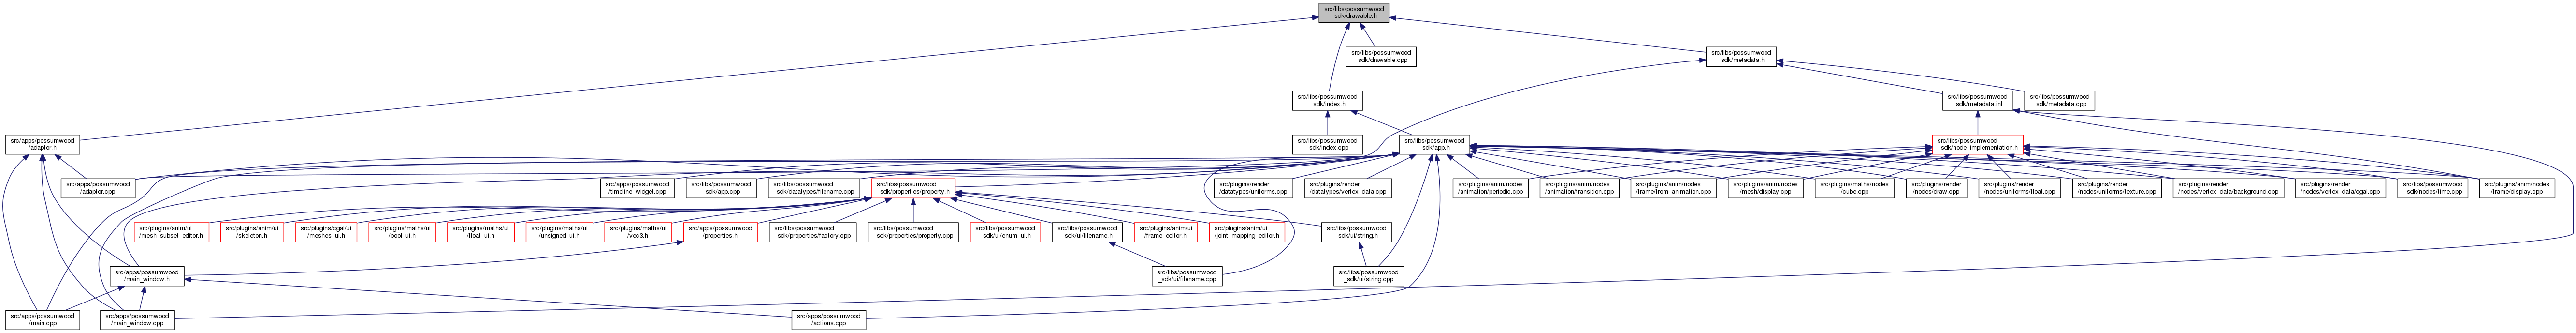 src/libs/possumwood
_sdk/drawable.h
src/libs/possumwood
_sdk/drawable.cpp
src/libs/possumwood
_sdk/metadata.h
src/libs/possumwood
_sdk/index.h
src/libs/possumwood
_sdk/metadata.inl
src/libs/possumwood
_sdk/metadata.cpp
src/apps/possumwood
/adaptor.h
src/libs/possumwood
_sdk/index.cpp
src/libs/possumwood
_sdk/app.h
src/libs/possumwood
_sdk/node_implementation.h
src/apps/possumwood
/adaptor.cpp
src/apps/possumwood
/timeline_widget.cpp
src/libs/possumwood
_sdk/app.cpp
src/libs/possumwood
_sdk/datatypes/filename.cpp
src/libs/possumwood
_sdk/properties/property.h
src/plugins/render
/datatypes/uniforms.cpp
src/plugins/render
/datatypes/vertex_data.cpp
src/plugins/anim/nodes
/animation/periodic.cpp
src/plugins/anim/nodes
/animation/transition.cpp
src/plugins/anim/nodes
/frame/from_animation.cpp
src/plugins/anim/nodes
/mesh/display.cpp
src/plugins/maths/nodes
/cube.cpp
src/plugins/render
/nodes/draw.cpp
src/plugins/render
/nodes/uniforms/float.cpp
src/plugins/render
/nodes/uniforms/texture.cpp
src/plugins/render
/nodes/vertex_data/background.cpp
src/plugins/render
/nodes/vertex_data/cgal.cpp
src/libs/possumwood
_sdk/nodes/time.cpp
src/plugins/anim/nodes
/frame/display.cpp
src/plugins/anim/ui
/mesh_subset_editor.h
src/plugins/anim/ui
/skeleton.h
src/plugins/cgal/ui
/meshes_ui.h
src/plugins/maths/ui
/bool_ui.h
src/plugins/maths/ui
/float_ui.h
src/plugins/maths/ui
/unsigned_ui.h
src/plugins/maths/ui
/vec3.h
src/apps/possumwood
/properties.h
src/libs/possumwood
_sdk/properties/factory.cpp
src/libs/possumwood
_sdk/properties/property.cpp
src/libs/possumwood
_sdk/ui/enum_ui.h
src/libs/possumwood
_sdk/ui/filename.h
src/plugins/anim/ui
/frame_editor.h
src/plugins/anim/ui
/joint_mapping_editor.h
src/libs/possumwood
_sdk/ui/string.h
src/apps/possumwood
/main_window.h
src/libs/possumwood
_sdk/ui/filename.cpp
src/libs/possumwood
_sdk/ui/string.cpp
src/apps/possumwood
/main.cpp
src/apps/possumwood
/main_window.cpp
src/apps/possumwood
/actions.cpp